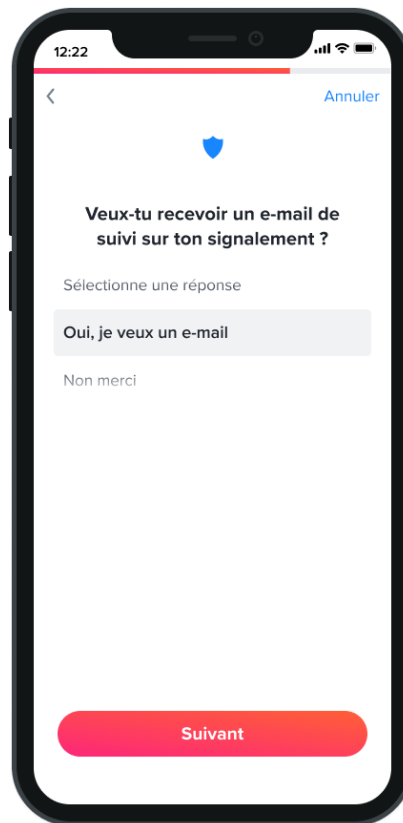 12:22
Annuler
Veux-tu recevoir un e-mail de
suivi sur ton signalement ?
Sélectionne une réponse
Oui, je veux un e-mail
Non merci
Suivant